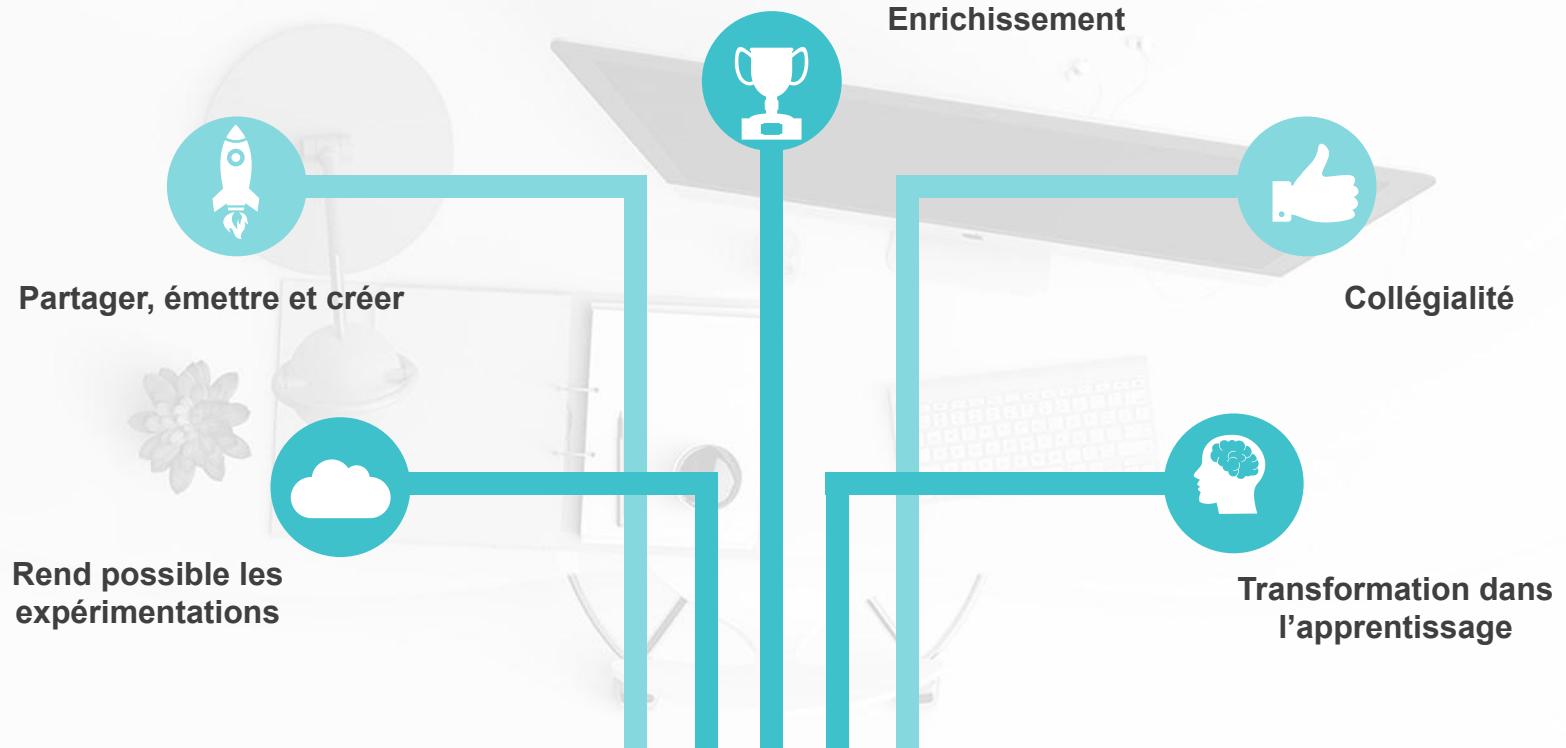 Enrichissement
Partager, émettre et créer
Collégialité
Rend possible les
expérimentations
Transformation dans
l’apprentissage